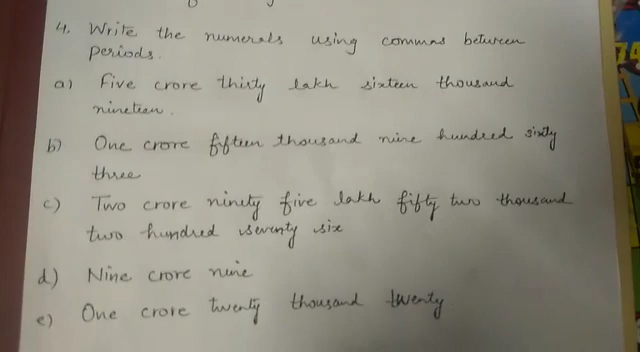 4. Write the numerals using commas between
periods.
a) Five crore thirty lakh sixteen thousand
nineteen.
b) One crore fifteen thousand nine hundred sixty
three
c) Two crore ninety five lakh fifty two thousand
two hundred seventy six
d) Nine crore nine
e) One crore twenty thousand twenty